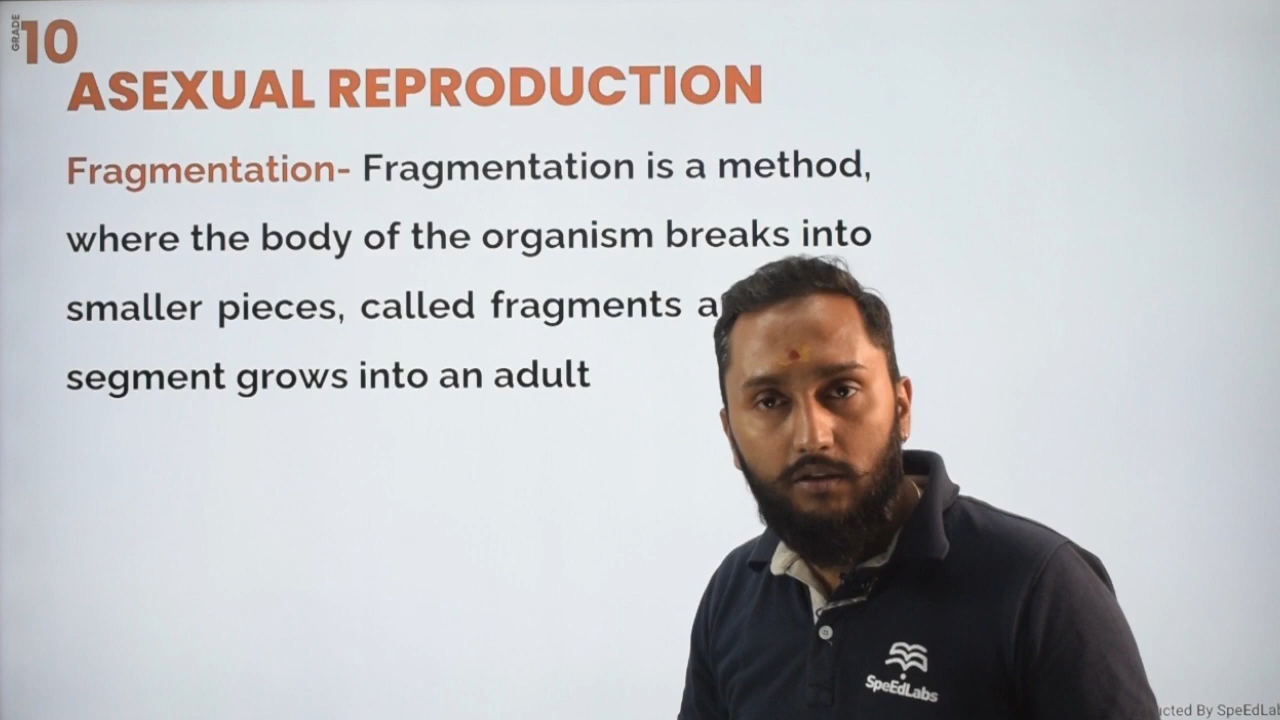 GRADE
10
ASEXUAL REPRODUCTION
Fragmentation- Fragmentation is a method,
where the body of the organism breaks into
smaller pieces, called fragments
segment grows into an adult
SpeEdLabs
By